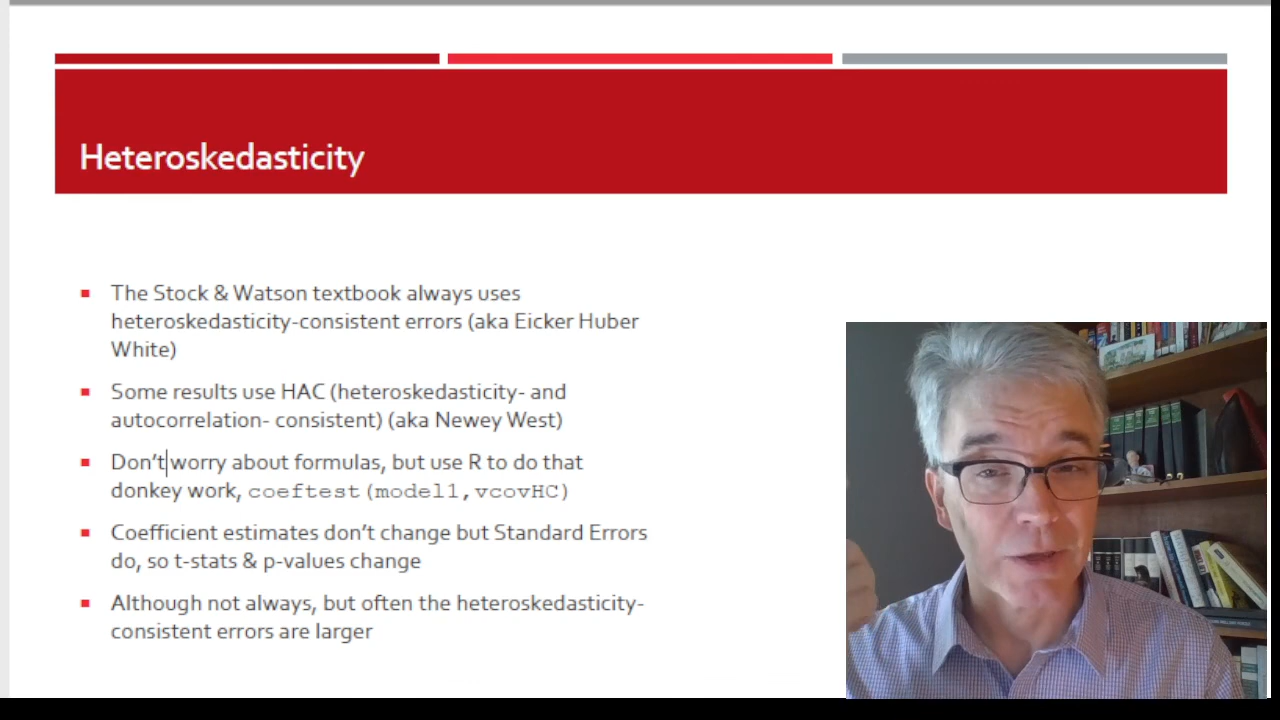 Heteroskedasticity
The Stock & Watson textbook always uses
heteroskedasticity-consistent errors (aka Eicker Huber
White)
Some results use HAC (heteroskedasticity- and
autocorrelation- consistent) (aka Newey West)
Don't worry about formulas, but use R to do that
donkey work, coeftest(model1,vcovHC)
Coefficient estimates don't change but Standard Errors
do, so t-stats & p-values change
Although not always, but often the heteroskedasticity-
consistent errors are larger